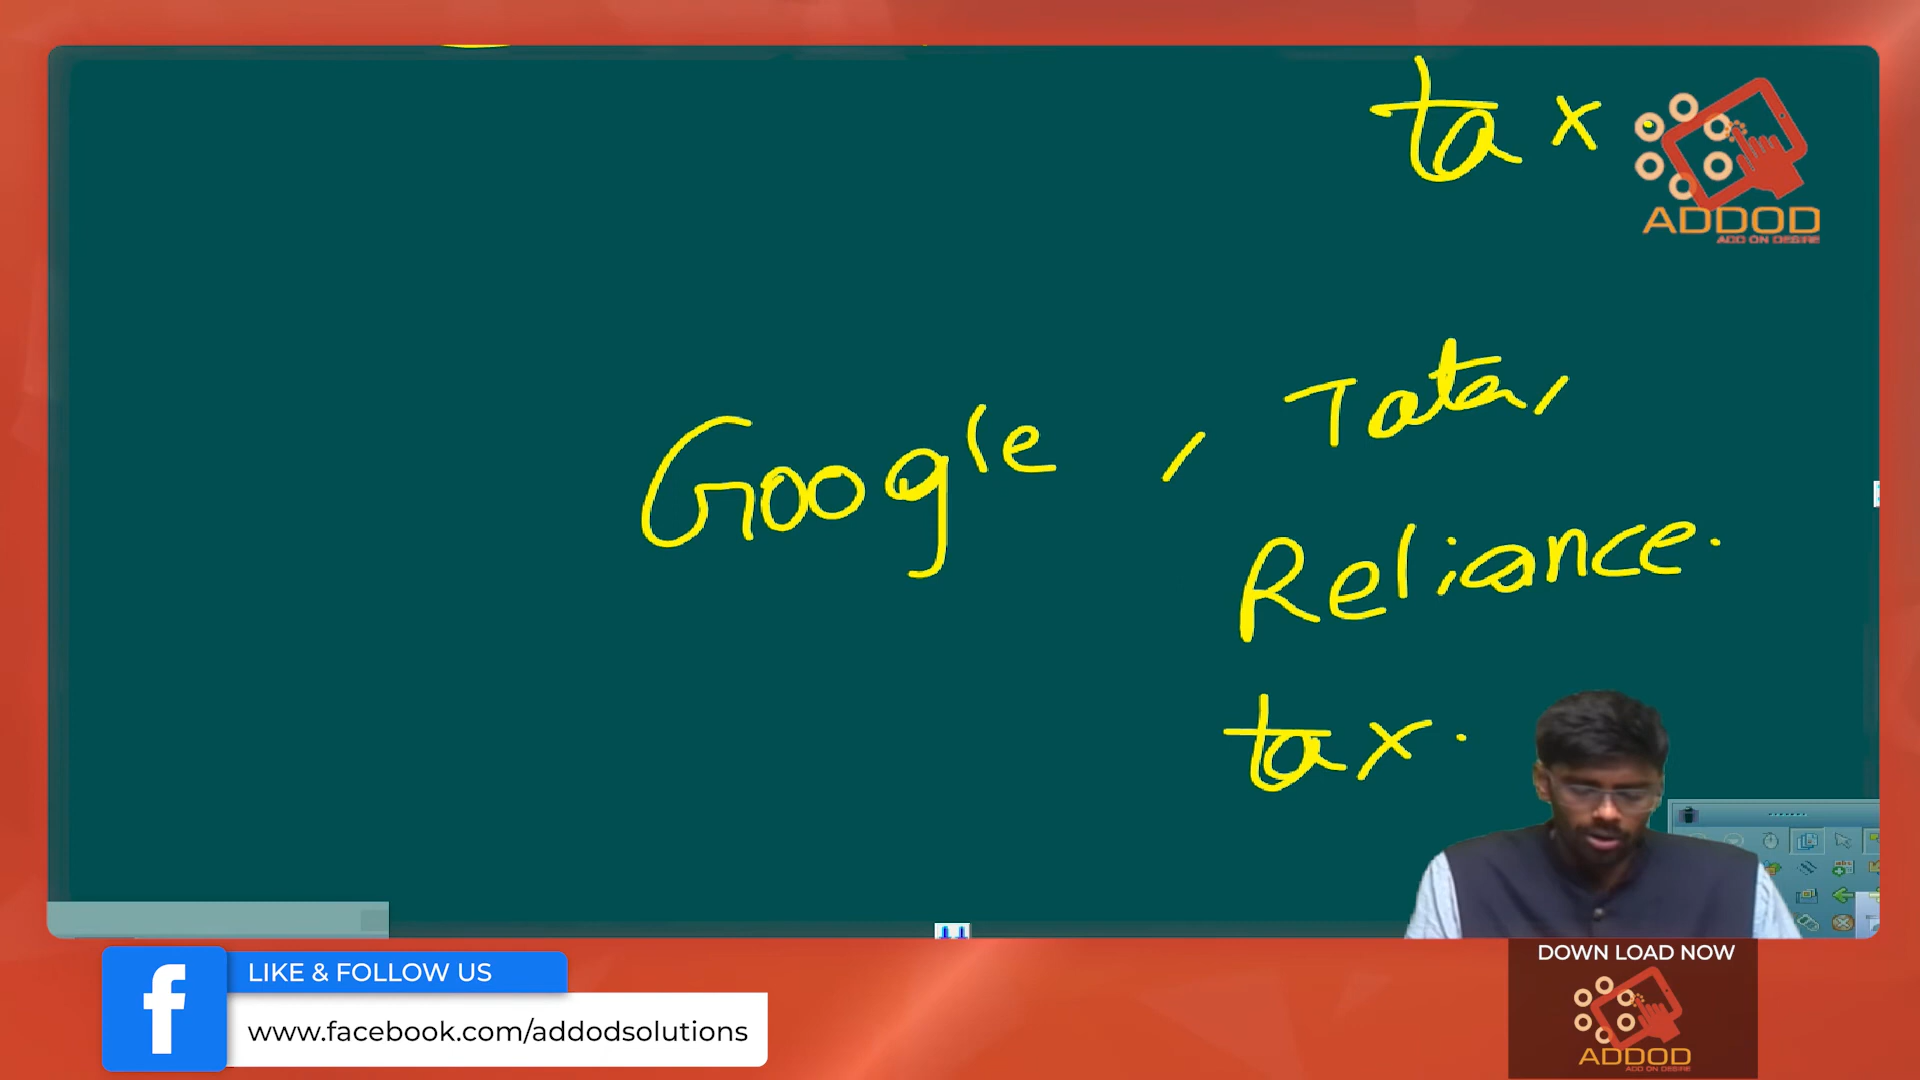 tax.
ADDOD
ADD ON DESIRE
Google, Tata,
Reliance.
tax.
LIKE & FOLLOW US
www.facebook.com/addodsolutions
DOWN LOAD NOW
ADDOD
ADD ON DESIRE